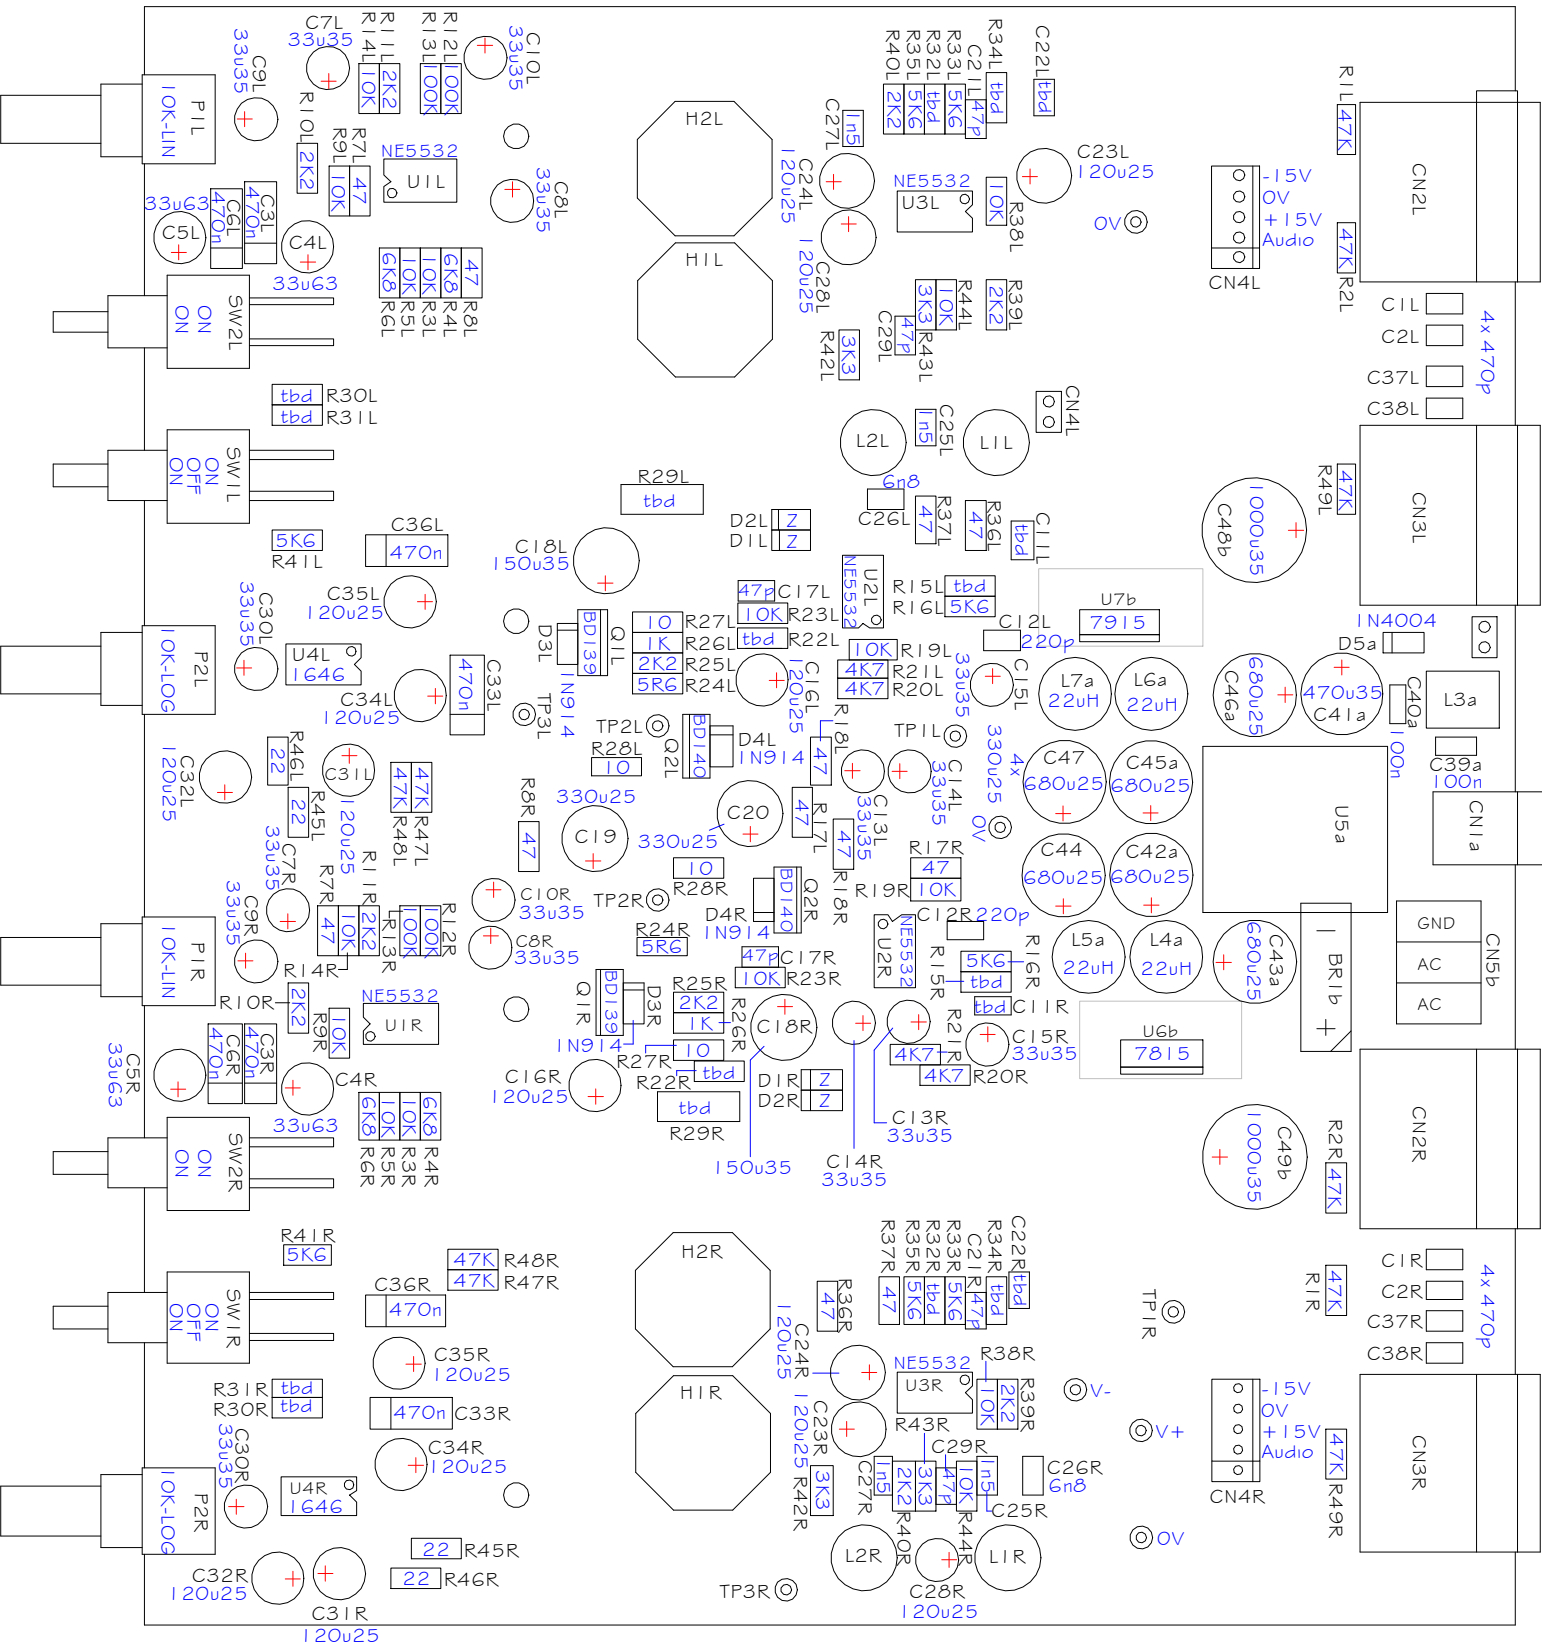 C7L
33u35
C9L
33u35
R14L
R11L
10K
2K2
R13L
R12L
100K
100K
C10L
33u35
P1L
10K-LIN
R10L
2K2
R9L
R7L
10K
47
NE5532
U1L
C8L
33u35
33u63
C5L
C6L
470n
C3L
470n
C4L
33u63
6K8
10K
10K
6K8
47
R6L
R5L
R3L
R4L
R8L
SW2L
ON
ON
H2L
H1L
C27L
1n5
C24L
120u25
C28L
120u25
R40L
R35L
R32L
R33L
C21L
R34L
2K2
5K6
tbd
5K6
47p
tbd
C22L
tbd
NE5532
U3L
10K
R38L
C23L
120u25
0V
3K3
10K
R44L
2K2
R39L
C29L
47p
R43L
R42L
3K3
-15V
0V
+15V
Audio
CN4L
R1L
47K
CN2L
47K
R2L
C1L
C2L
C37L
C38L
4x 470p
tbd
R30L
tbd
R31L
SW1L
ON
OFF
ON
5K6
R41L
C36L
470n
C35L
120u25
R29L
tbd
C18L
150u35
D2L
Z
D1L
Z
L2L
1n5
C25L
L1L
CN4L
6n8
C26L
47
R37L
47
R36L
tbd
C11L
C48b
1000u35
R49L
47K
CN3L
C30L
33u35
P2L
10K-LOG
U4L
1646
C34L
120u25
470n
C33L
D3L
BD139
Q1L
1N914
TP3L
10
R27L
1K
R26L
2K2
R25L
5R6
R24L
47p
C17L
10K
R23L
tbd
R22L
C16L
120u25
U2L
NE5532
R15L
tbd
R16L
5K6
C12L
220p
10K
R19L
4K7
R21L
4K7
R20L
33u35
C15L
U7b
7915
1N4004
D5a
L7a
22uH
L6a
22uH
C46a
680u25
470u35
C41a
C40a
100n
L3a
C39a
100n
C32L
120u25
R46L
22
C31L
120u25
22
R45L
47K
47K
R48L
R47L
TP2L
R28L
10
Q2L
BD140
D4L
1N914
R18L
47
TP1L
C13L
33u35
C14L
33u35
4x
330u25
0V
C47
680u25
C45a
680u25
U5a
CN1a
R8R
47
330u25
C19
C20
330u25
47
R17L
47
R18R
C44
680u25
C42a
680u25
C7R
33u35
C9R
33u35
R7R
R11R
47
10K
2K2
R14R
R13R
100K
100K
R12R
C10R
33u35
C8R
33u35
10
R28R
TP2R
R24R
5R6
D4R
1N914
BD140
Q2R
R17R
47
R19R
10K
C12R
220p
NE5532
U2R
P1R
10K-LIN
R10R
2K2
R9R
10K
NE5532
U1R
Q1R
BD139
D3R
1N914
47p
C17R
10K
R23R
R25R
2K2
1K
R26R
C18R
150u35
5K6
R16R
tbd
R15R
tbd
C11R
L5a
22uH
L4a
22uH
C43a
680u25
BR1b
GND
AC
AC
CN5b
C5R
33u63
C6R
470n
C3R
470n
C4R
33u63
6K8
10K
10K
6K8
R6R
R5R
R3R
R4R
C16R
120u25
R27R
10
R22R
tbd
tbd
R29R
D1R
Z
D2R
Z
C14R
33u35
C13R
33u35
4K7
R21R
4K7
R20R
C15R
33u35
U6b
7815
SW2R
ON
ON
C49b
1000u35
R2R
47K
CN2R
R41R
5K6
47K
R48R
47K
R47R
SW1R
ON
OFF
ON
C36R
470n
C35R
120u25
H2R
H1R
R36R
47
R37R
R35R
R32R
R33R
C21R
R34R
47
5K6
tbd
5K6
47p
tbd
C22R
tbd
TP1R
47K
R1R
C1R
C2R
C37R
C38R
4x 470p
R31R
tbd
R30R
tbd
470n
C33R
C34R
120u25
C30R
33u35
P2R
10K-LOG
U4R
1646
C24R
120u25
C23R
120u25
NE5532
U3R
R38R
10K
2K2
R39R
R43R
C29R
V-
V+
-15V
0V
+15V
Audio
CN4R
47K
R49R
CN3R
R42R
3K3
C27R
1n5
2K2
3K3
47p
10K
1n5
R40R
R44R
C25R
C26R
6n8
0V
22
R45R
22
R46R
C32R
120u25
C31R
120u25
L2R
L1R
C28R
120u25
TP3R